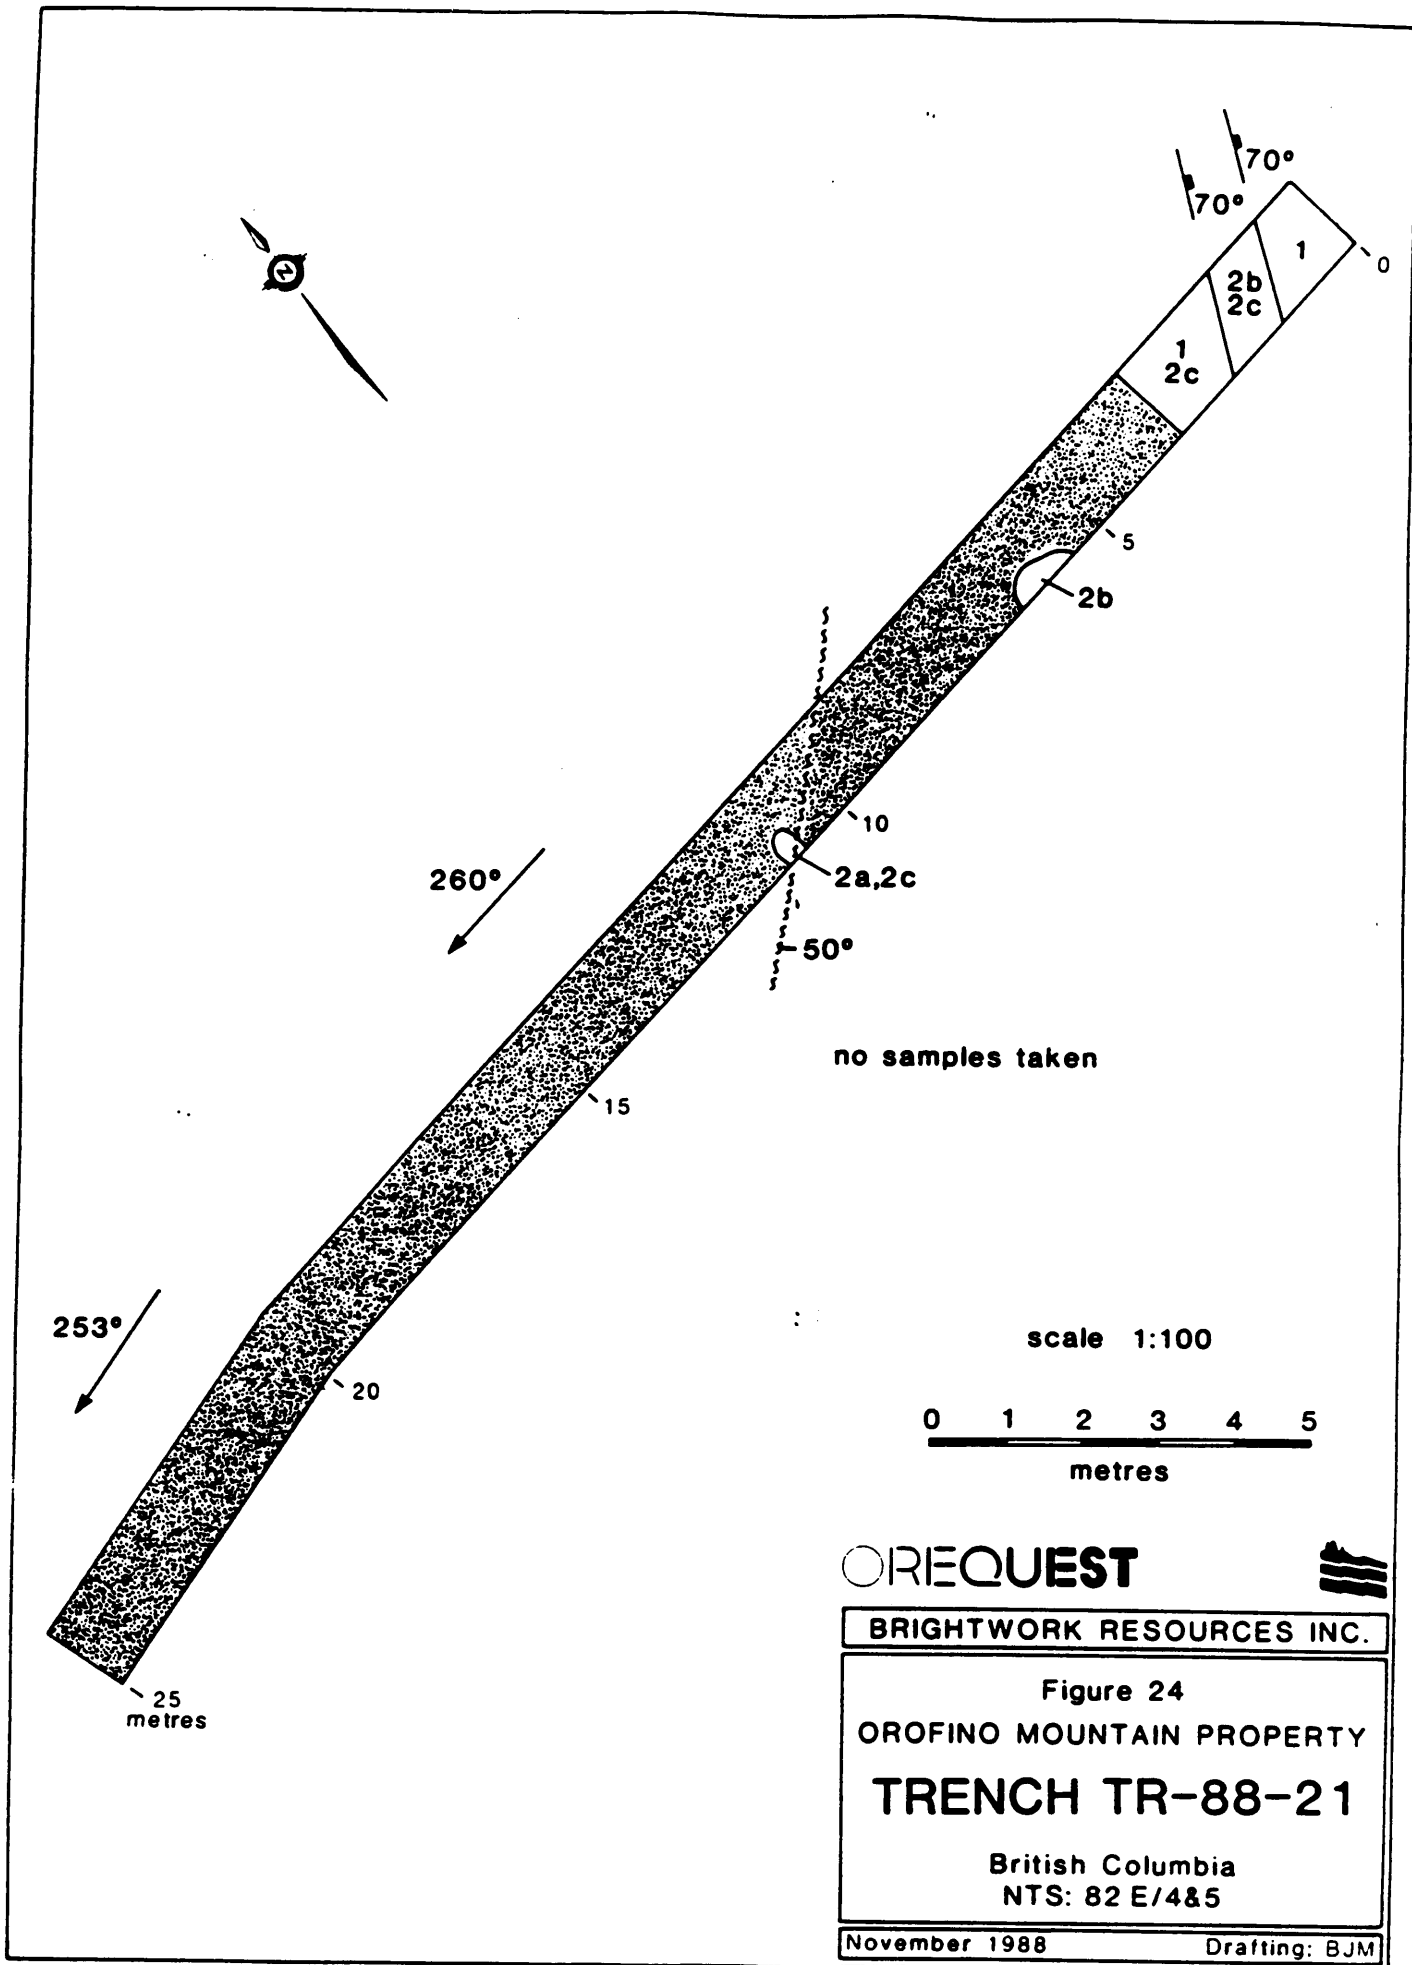 70°
70°
1
0
2b
2c
1
2c
N
5
2b
10
2a,2c
260°
50°
no samples taken
15
253°
20
scale 1:100
0 1 2 3 4 5
metres
25
metres
OREQUEST
BRIGHTWORK RESOURCES INC.
Figure 24
OROFINO MOUNTAIN PROPERTY
TRENCH TR-88-21
British Columbia
NTS: 82 E/4&5
November 1988 Drafting: BJM